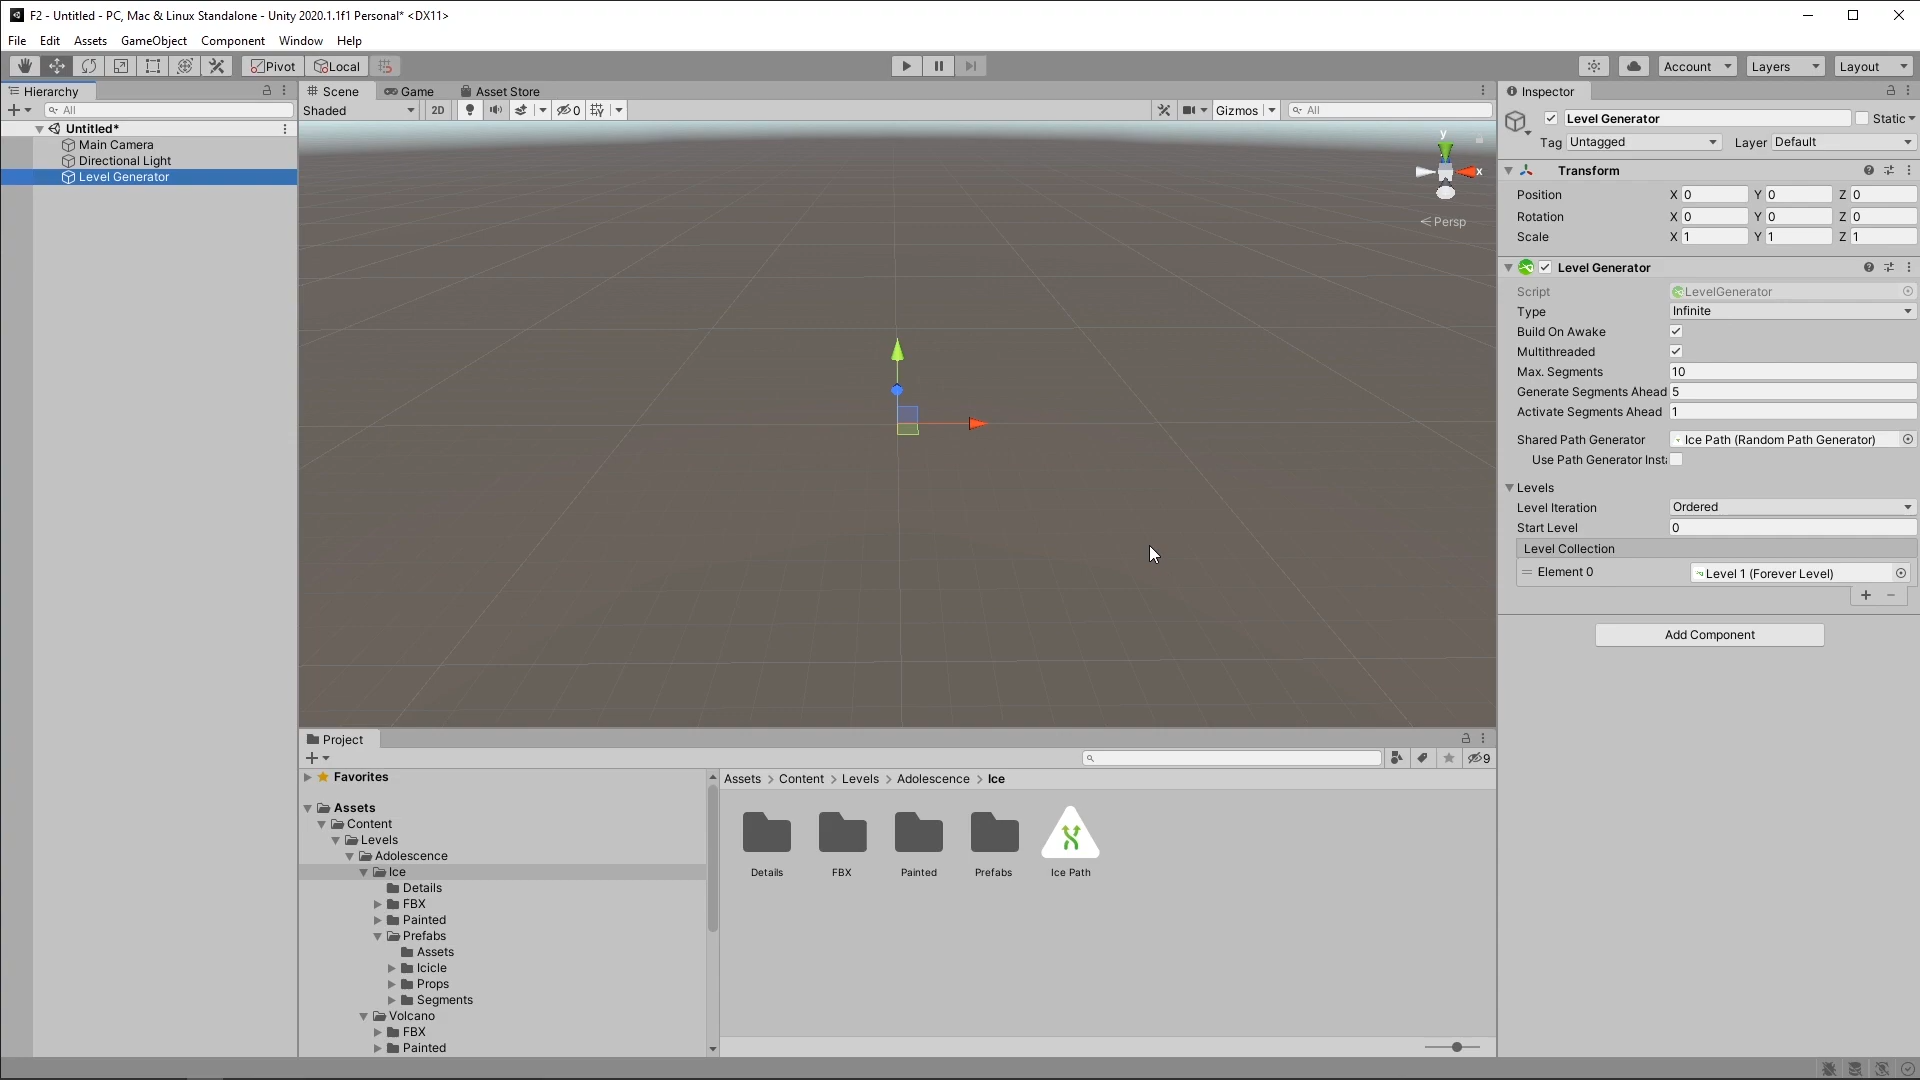 F2 - Untitled - PC, Mac & Linux Standalone - Unity 2020.1.1f1 Personal* <DX11>
File Edit Assets GameObject Component Window Help
Pivot Local Account Layers Layout
Hierarchy
All
Untitled*
Main Camera
Directional Light
Level Generator
Scene Game Asset Store
Shaded 2D 0 Gizmos All
y
x
Persp
Project
9
Favorites
Assets
Content
Levels
Adolescence
Ice
Details
FBX
Painted
Prefabs
Assets
Icicle
Props
Segments
Volcano
FBX
Painted
Assets > Content > Levels > Adolescence > Ice
Details FBX Painted Prefabs Ice Path
Inspector
Level Generator Static
Tag Untagged Layer Default
Transform
Position X 0 Y 0 Z 0
Rotation X 0 Y 0 Z 0
Scale X 1 Y 1 Z 1
Level Generator
Script LevelGenerator
Type Infinite
Build On Awake
Multithreaded
Max. Segments 10
Generate Segments Ahead 5
Activate Segments Ahead 1
Shared Path Generator Ice Path (Random Path Generator)
Use Path Generator Inst
Levels
Level Iteration Ordered
Start Level 0
Level Collection
Element 0 Level 1 (Forever Level)
Add Component